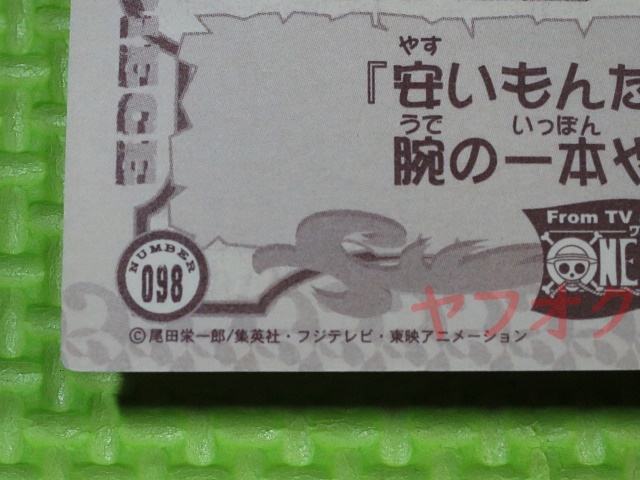 PIECE
やす
『安いもんだ
うで いっぽん
腕の一本や
From TV
ONE
NUMBER
098
ヤフオク
©尾田栄一郎/集英社・フジテレビ・東映アニメーション